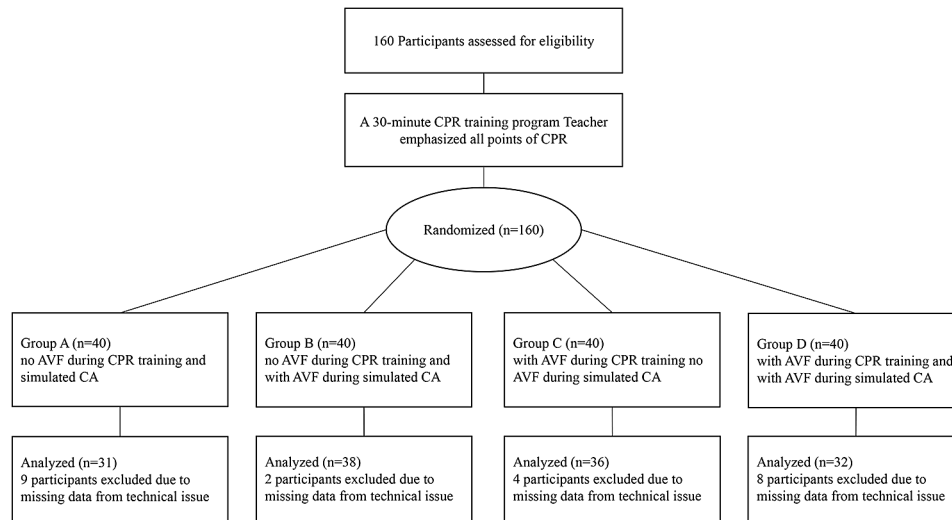 160 Participants assessed for eligibility
A 30-minute CPR training program Teacher
emphasized all points of CPR
Randomized (n=160)
Group A (n=40)
no AVF during CPR training and
simulated CA
Group B (n=40)
no AVF during CPR training and
with AVF during simulated CA
Group C (n=40)
with AVF during CPR training no
AVF during simulated CA
Group D (n=40)
with AVF during CPR training and
with AVF during simulated CA
Analyzed (n=31)
9 participants excluded due to
missing data from technical issue
Analyzed (n=38)
2 participants excluded due to
missing data from technical issue
Analyzed (n=36)
4 participants excluded due to
missing data from technical issue
Analyzed (n=32)
8 participants excluded due to
missing data from technical issue